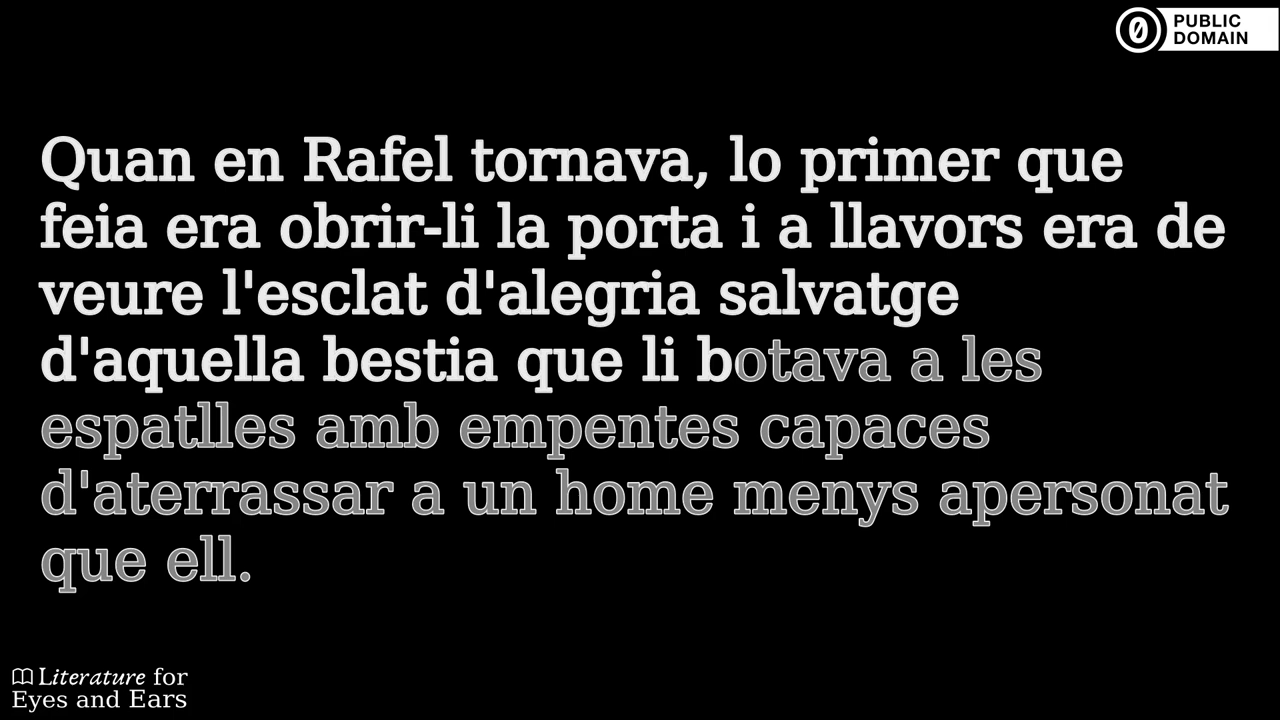 PUBLIC
DOMAIN
Quan en Rafel tornava, lo primer que
feia era obrir-li la porta i a llavors era de
veure l'esclat d'alegria salvatge
d'aquella bestia que li botava a les
espatlles amb empentes capaces
d'aterrassar a un home menys apersonat
que ell.
Literature for
Eyes and Ears